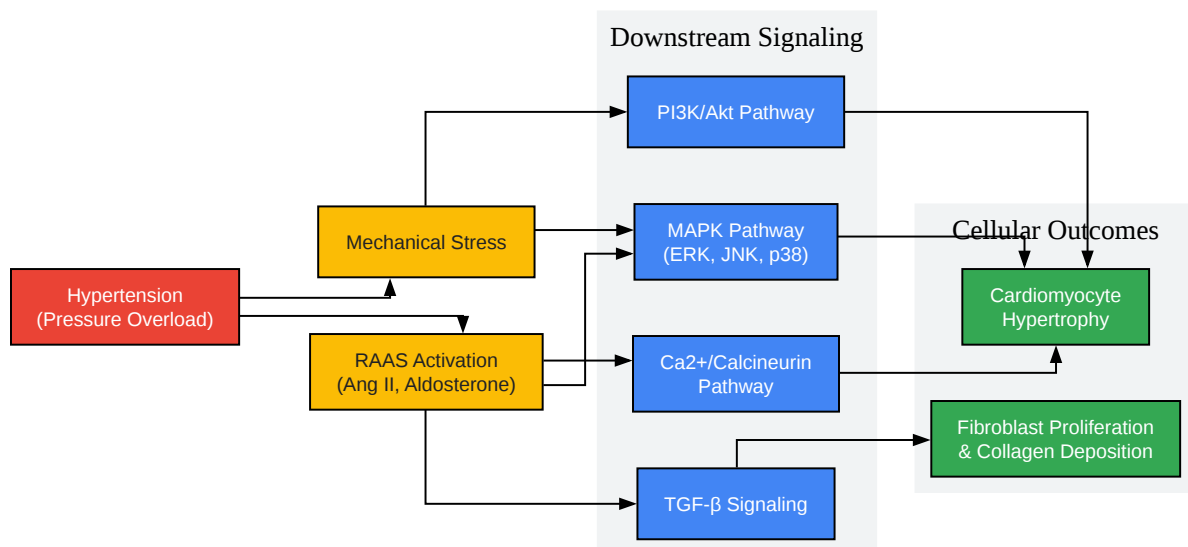 Downstream Signaling
PI3K/Akt Pathway
Mechanical Stress
MAPK Pathway
(ERK, JNK, p38)
Cellular Outcomes
Hypertension
(Pressure Overload)
Cardiomyocyte
Hypertrophy
RAAS Activation
(Ang II, Aldosterone)
Ca2+/Calcineurin
Pathway
Fibroblast Proliferation
& Collagen Deposition
TGF-β Signaling